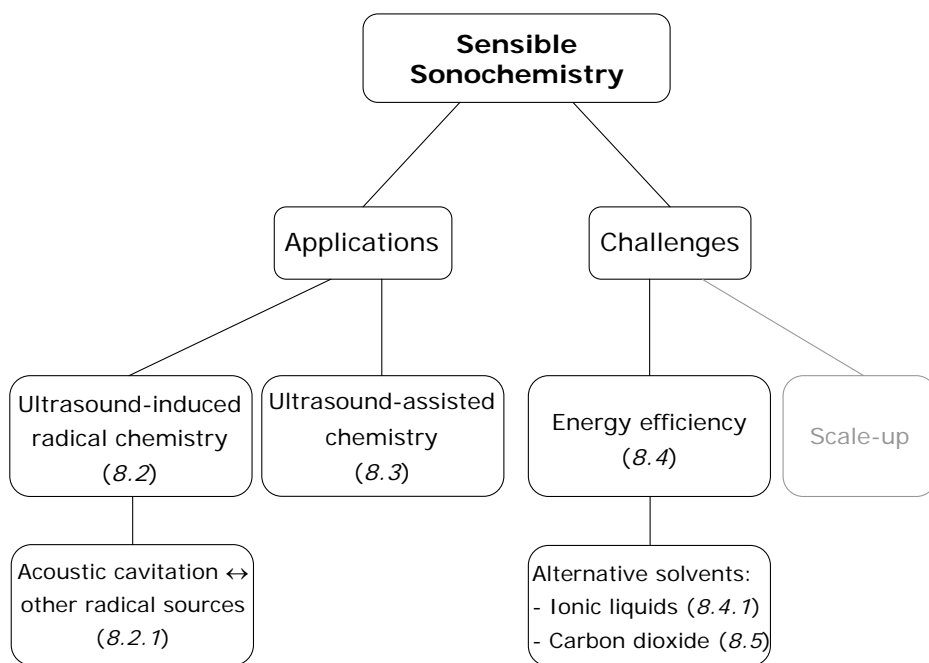 Sensible
Sonochemistry
Applications
Challenges
Ultrasound-induced
radical chemistry
(8.2)
Ultrasound-assisted
chemistry
(8.3)
Energy efficiency
(8.4)
Scale-up
Acoustic cavitation ↔
other radical sources
(8.2.1)
Alternative solvents:
- Ionic liquids (8.4.1)
- Carbon dioxide (8.5)